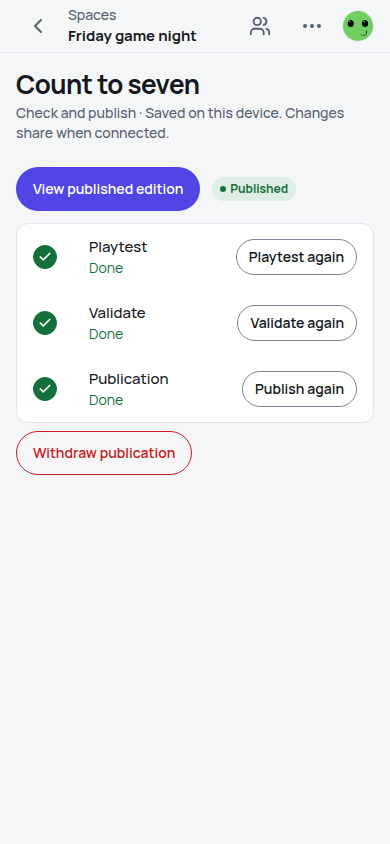 Spaces
Friday game night
Count to seven
Check and publish · Saved on this device. Changes
share when connected.
View published edition
Published
Playtest
Done
Playtest again
Validate
Done
Validate again
Publication
Done
Publish again
Withdraw publication